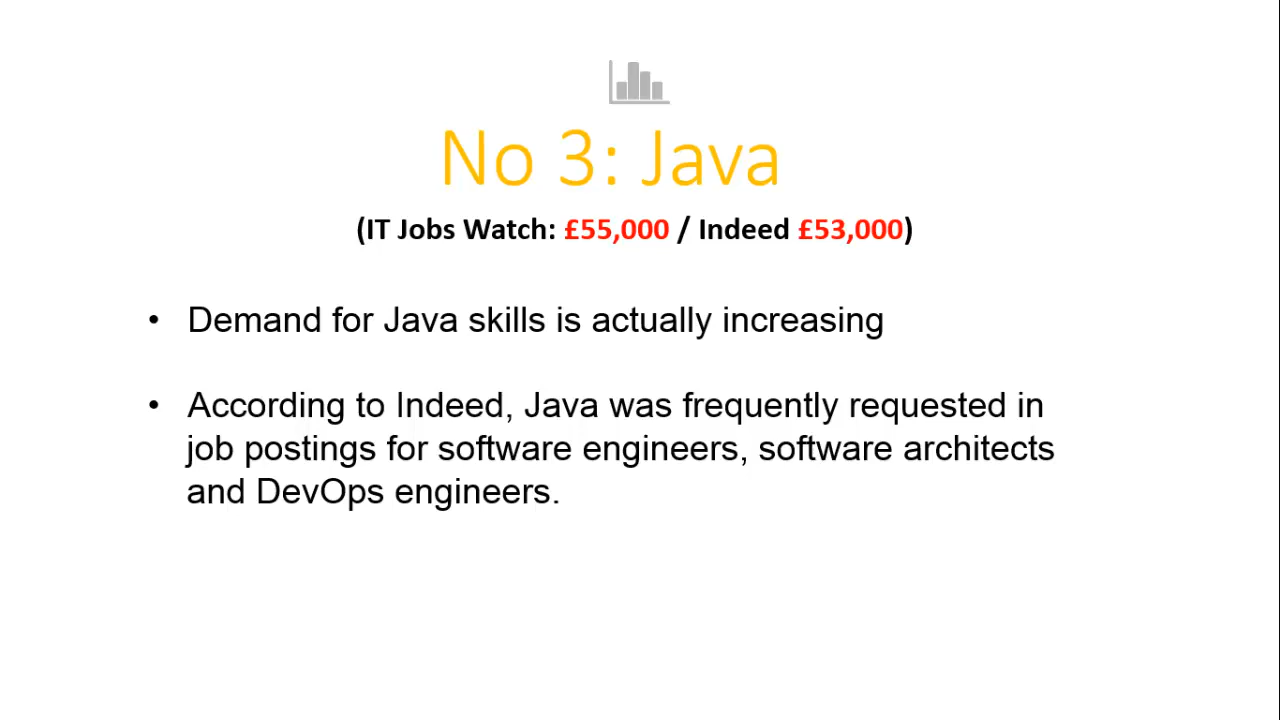 No 3: Java
(IT Jobs Watch: £55,000 / Indeed £53,000)
• Demand for Java skills is actually increasing
• According to Indeed, Java was frequently requested in
job postings for software engineers, software architects
and DevOps engineers.